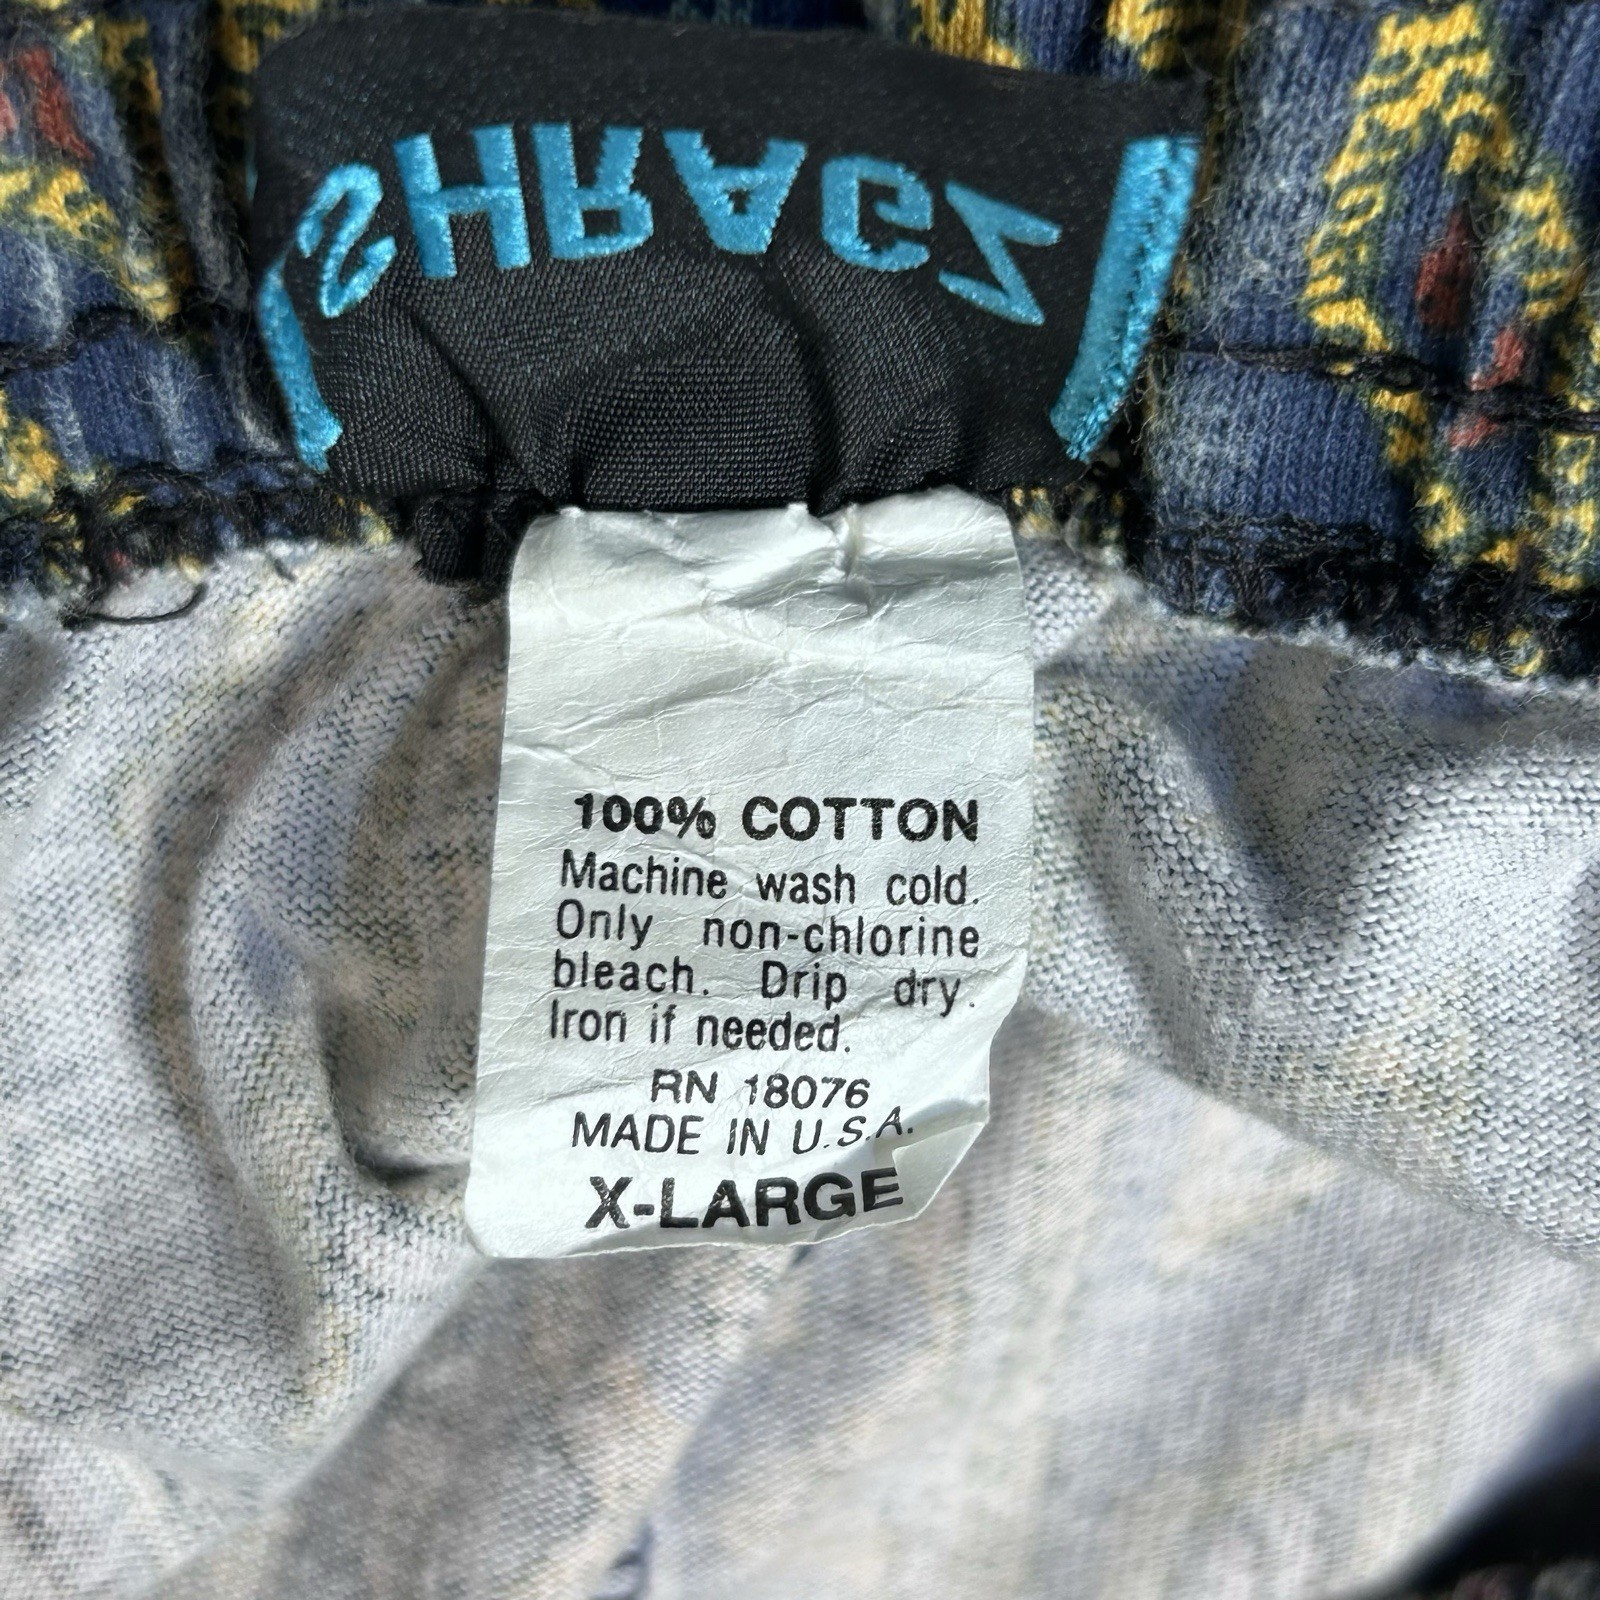 SHRAGZ
100% COTTON
Machine wash cold.
Only non-chlorine
bleach. Drip dry.
Iron if needed.
RN 18076
MADE IN U.S.A.
X-LARGE